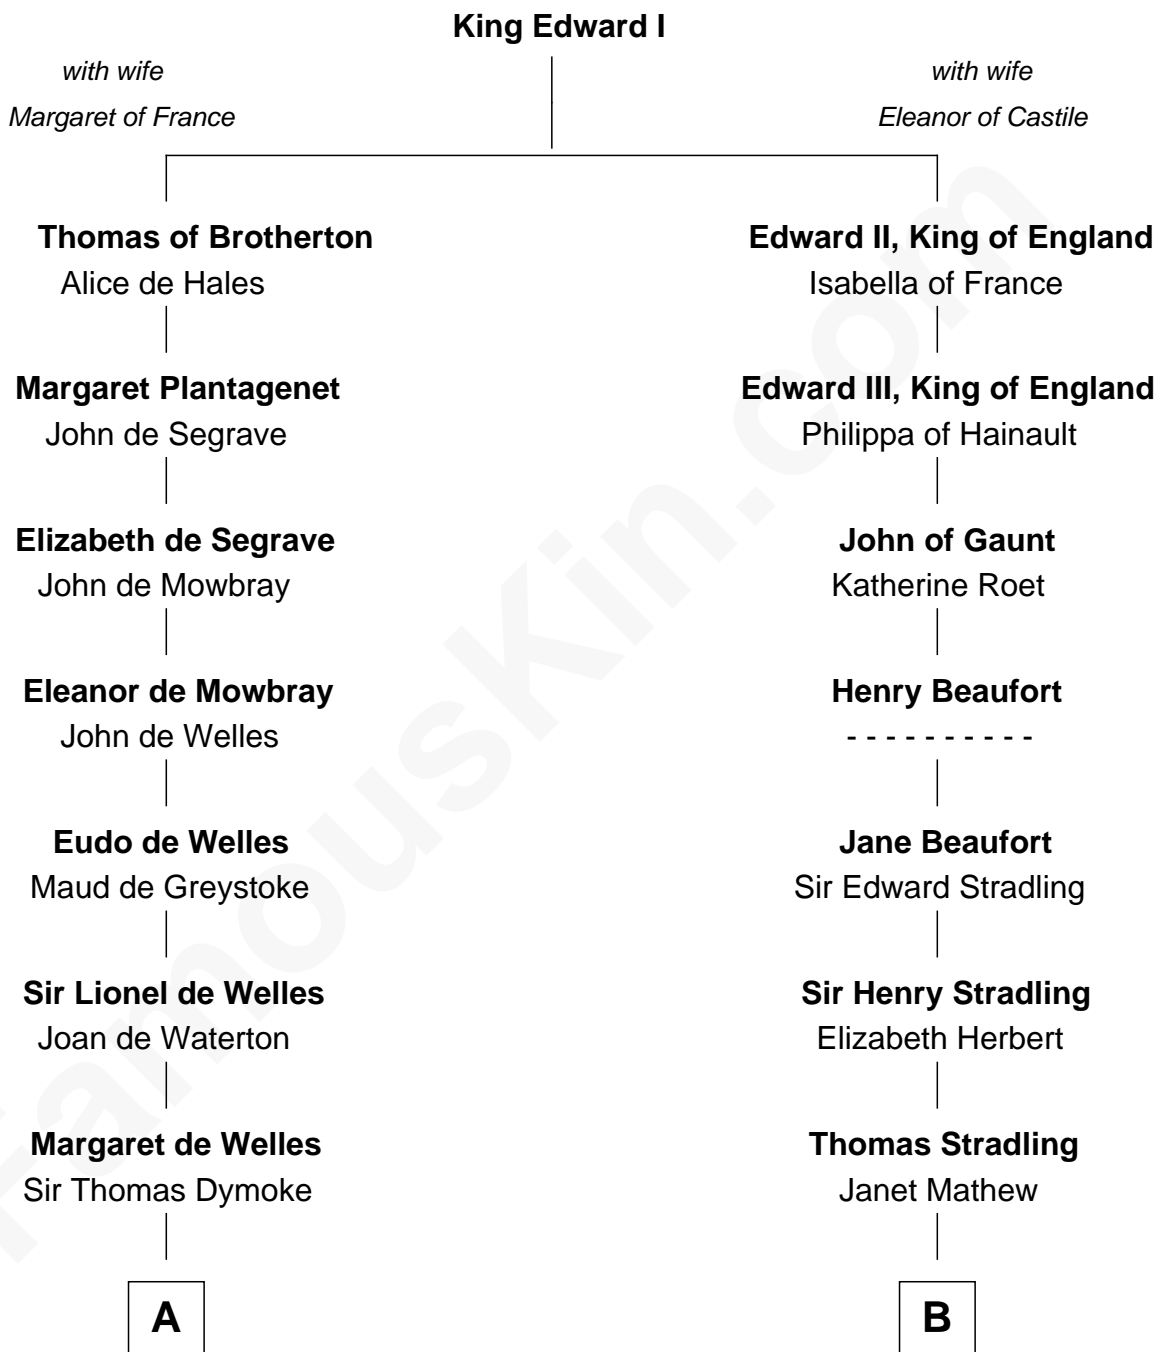 King Edward I
with wife
Margaret of France
with wife
Eleanor of Castile
Thomas of Brotherton
Alice de Hales
Edward II, King of England
Isabella of France
Margaret Plantagenet
John de Segrave
Edward III, King of England
Philippa of Hainault
Elizabeth de Segrave
John de Mowbray
John of Gaunt
Katherine Roet
Eleanor de Mowbray
John de Welles
Henry Beaufort
- - - - - - - - - -
Eudo de Welles
Maud de Greystoke
Jane Beaufort
Sir Edward Stradling
Sir Lionel de Welles
Joan de Waterton
Sir Henry Stradling
Elizabeth Herbert
Margaret de Welles
Sir Thomas Dymoke
Thomas Stradling
Janet Mathew
A
B
FamousKin.com